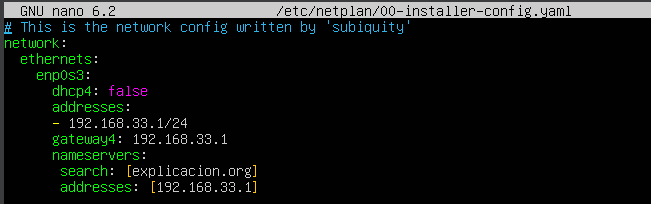 GNU nano 6.2 /etc/netplan/00-installer-config.yaml
# This is the network config written by 'subiquity'
network:
  ethernets:
    enp0s3:
      dhcp4: false
      addresses:
      - 192.168.33.1/24
      gateway4: 192.168.33.1
      nameservers:
       search: [explicacion.org]
       addresses: [192.168.33.1]